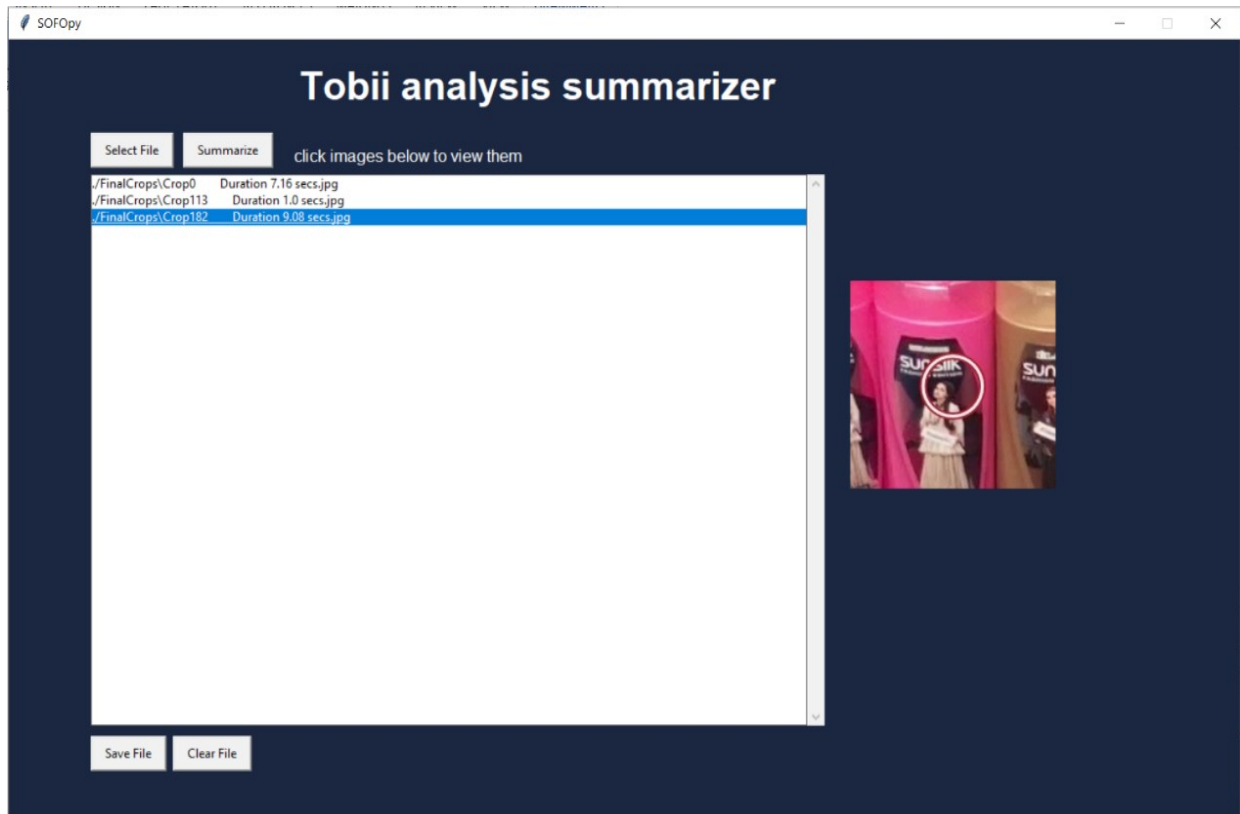 SOFOpy
Tobii analysis summarizer
Select File
Summarize
click images below to view them
./FinalCrops\Crop0 Duration 7.16 secs.jpg
./FinalCrops\Crop113 Duration 1.0 secs.jpg
./FinalCrops\Crop182 Duration 9.08 secs.jpg
SUNSILK
SUN
Save File
Clear File